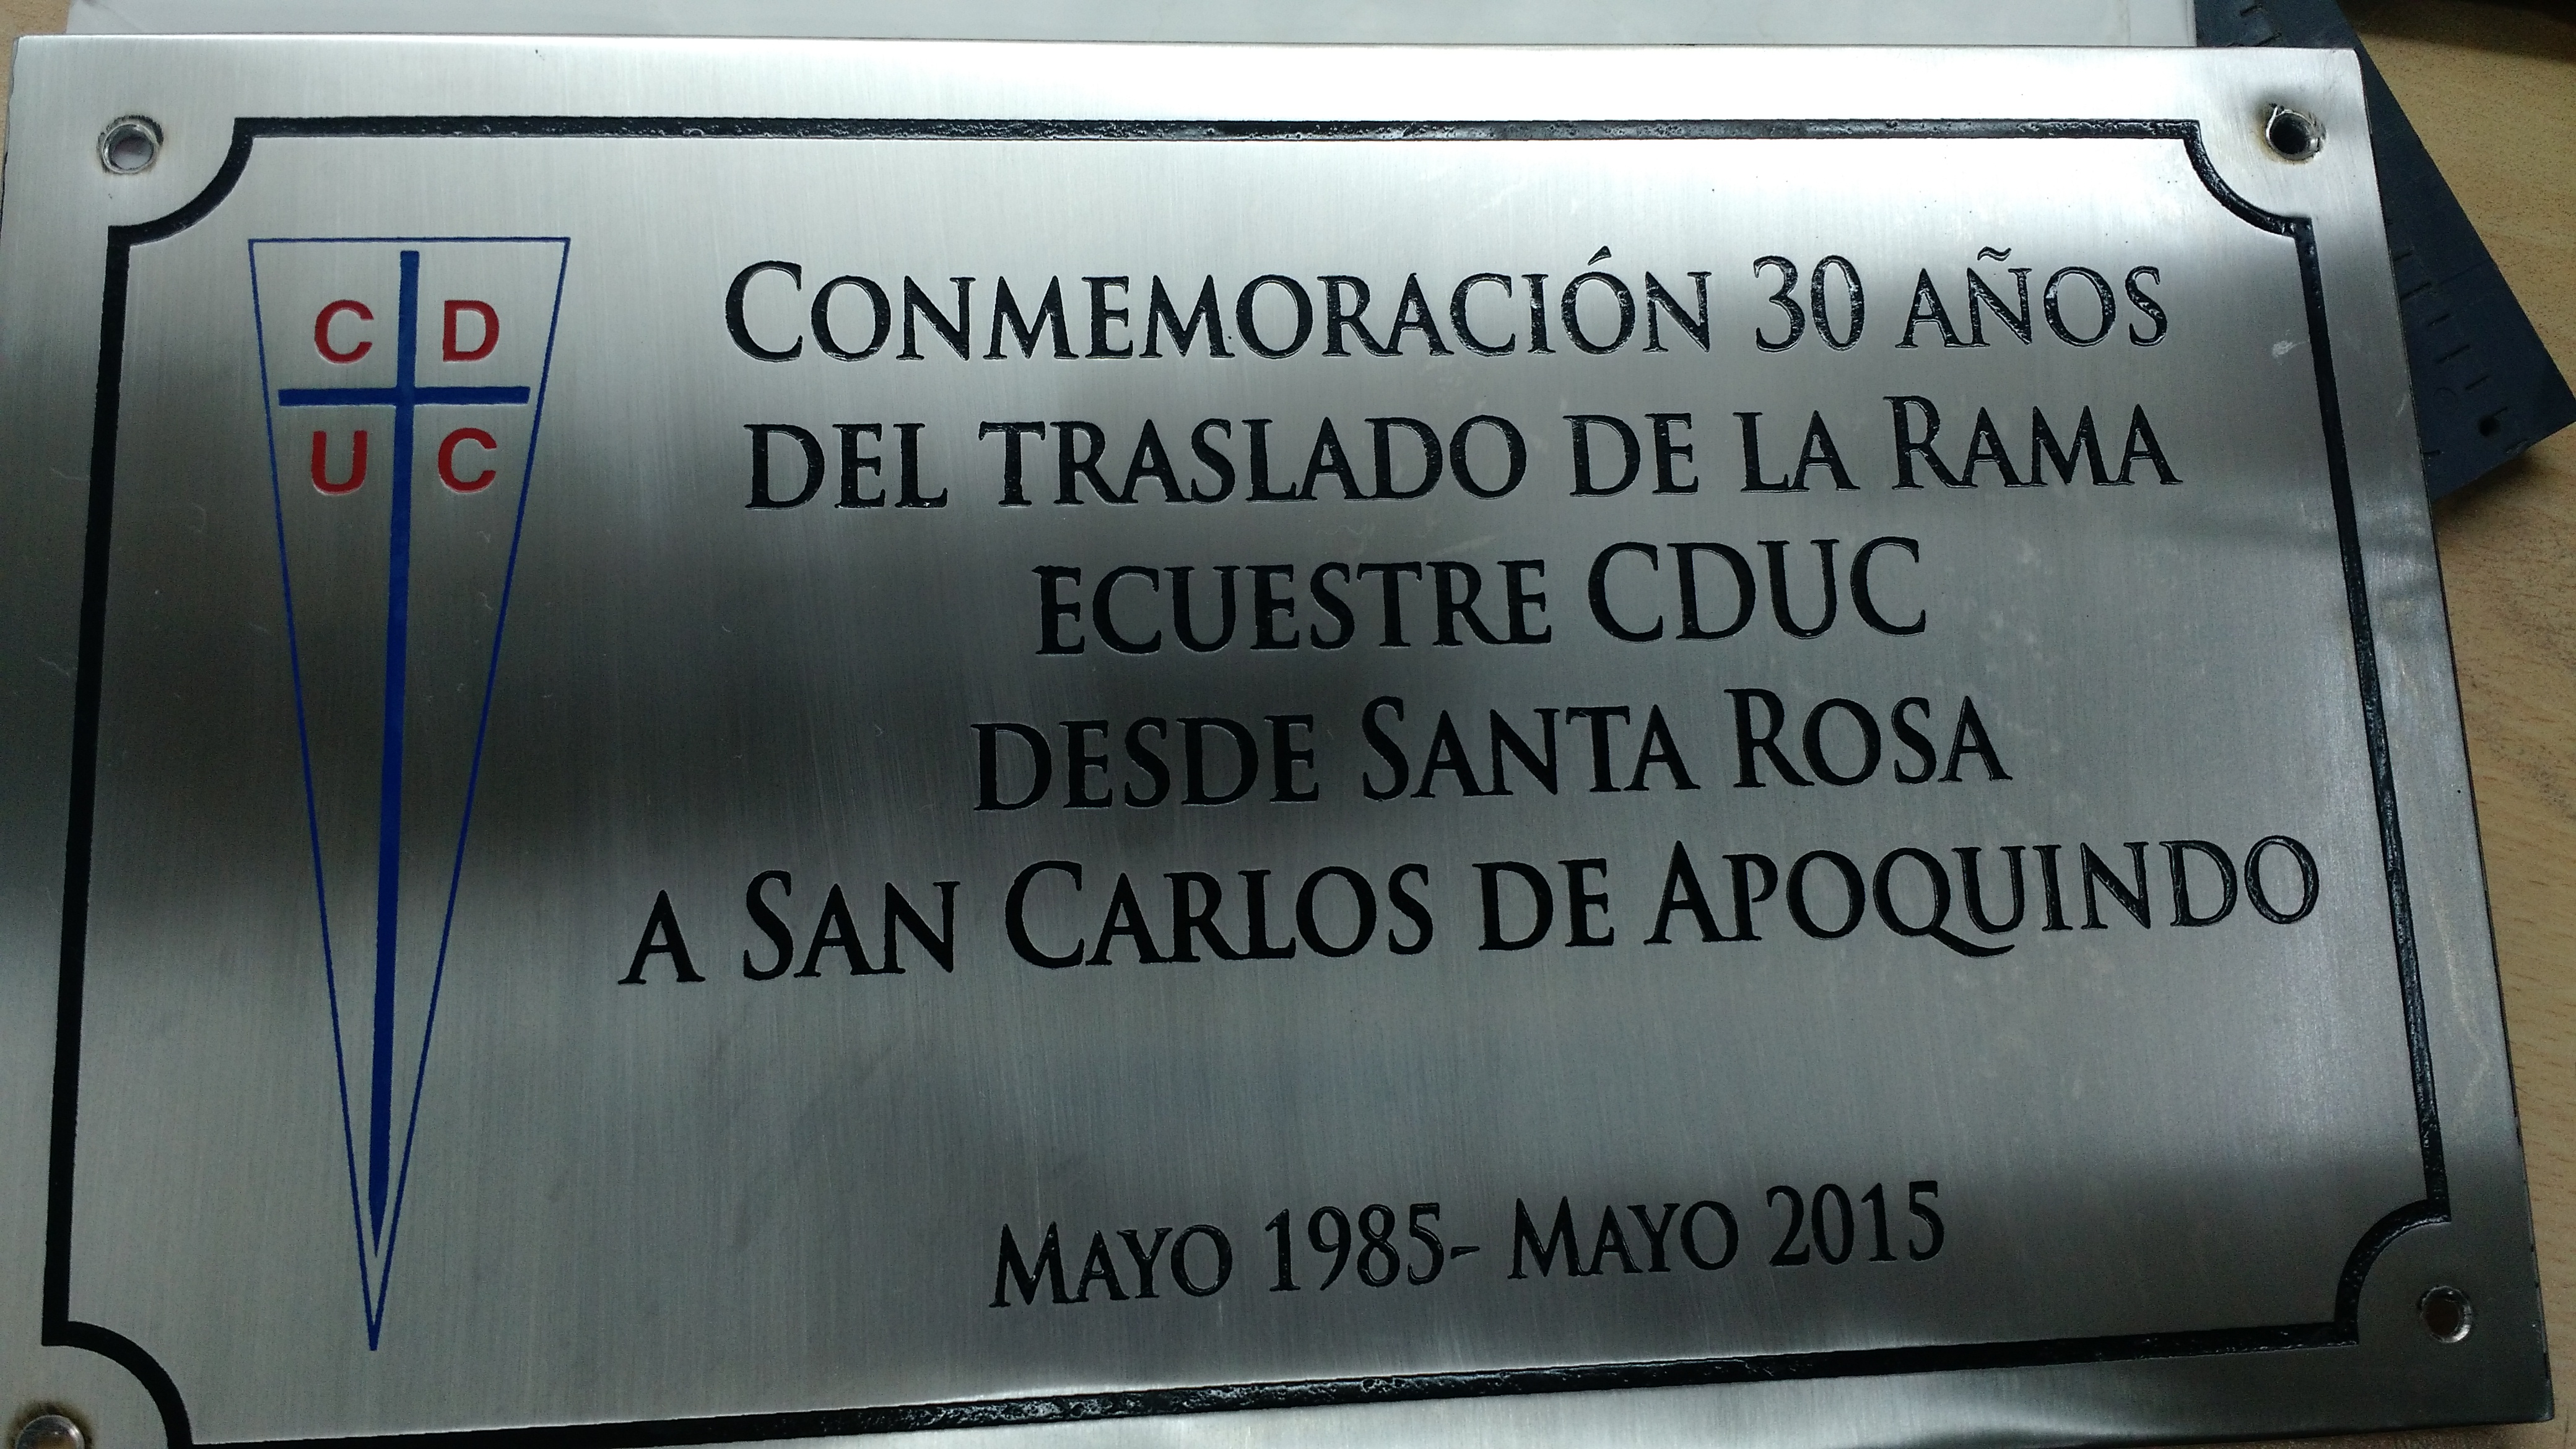 C D
U C
CONMEMORACIÓN 30 AÑOS
DEL TRASLADO DE LA RAMA
ECUESTRE CDUC
DESDE SANTA ROSA
A SAN CARLOS DE APOQUINDO
MAYO 1985- MAYO 2015